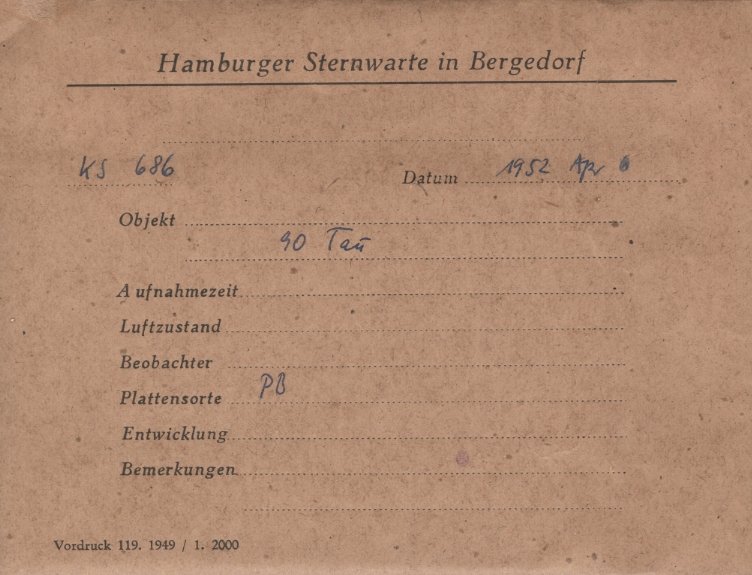 Hamburger Sternwarte in Bergedorf
KS 686 Datum 1952 Apr 6
Objekt
90 Tau
Aufnahmezeit
Luftzustand
Beobachter
Plattensorte PB
Entwicklung
Bemerkungen
Vordruck 119. 1949 / 1. 2000